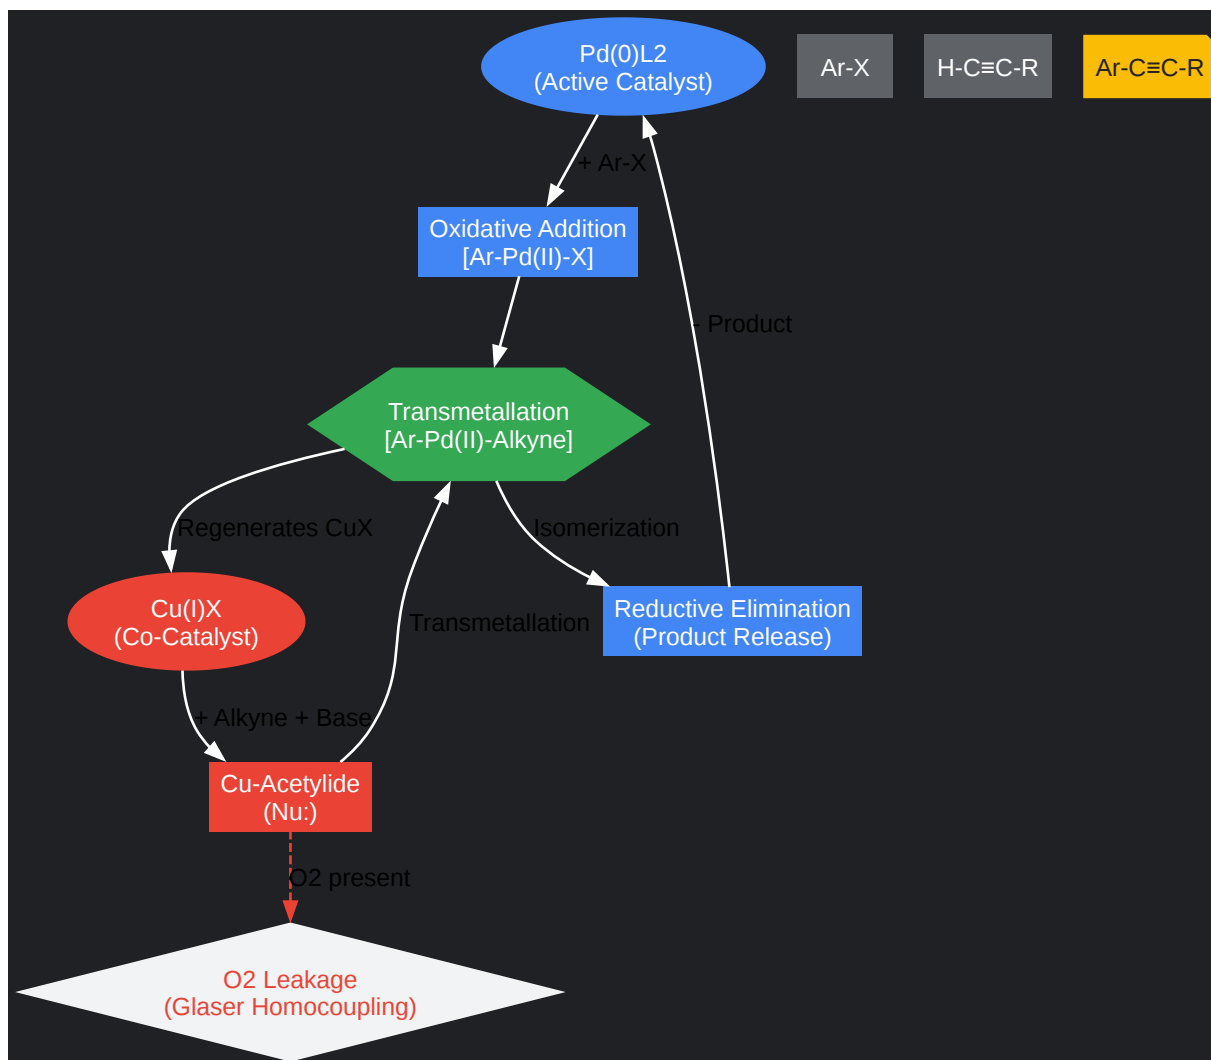 Pd(0)L2
(Active Catalyst)
Ar-X
H-C≡C-R
Ar-C≡C-R
+ Ar-X
Oxidative Addition
[Ar-Pd(II)-X]
- Product
Transmetallation
[Ar-Pd(II)-Alkyne]
Regenerates CuX
Isomerization
Cu(I)X
(Co-Catalyst)
Transmetallation
Reductive Elimination
(Product Release)
+ Alkyne + Base
Cu-Acetylide
(Nu:)
O2 present
O2 Leakage
(Glaser Homocoupling)